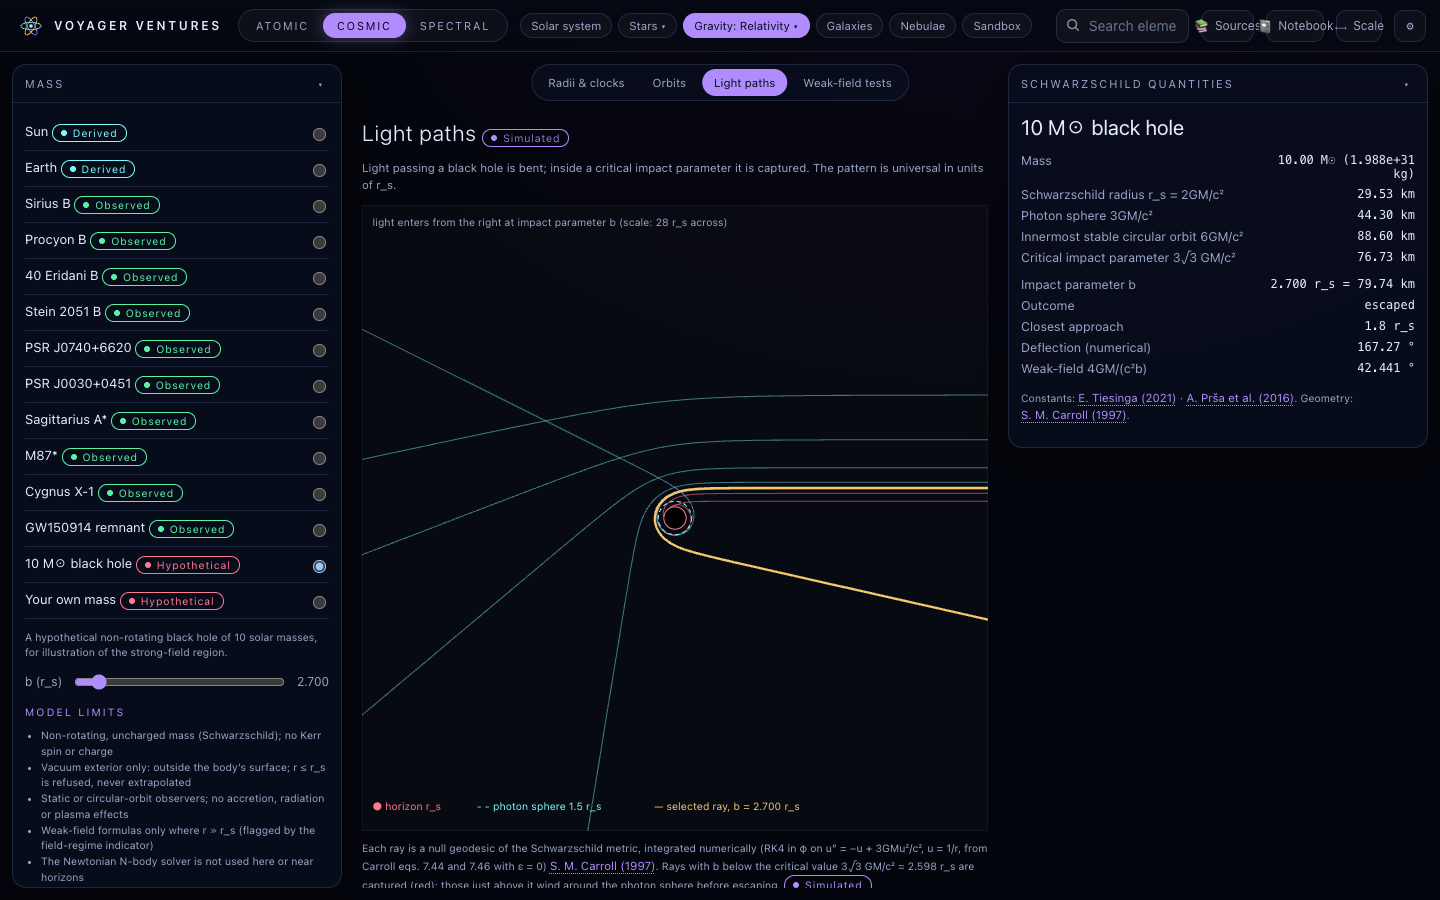 VOYAGER VENTURES
ATOMIC COSMIC SPECTRAL
Solar system Stars ▾ Gravity: Relativity ▾ Galaxies Nebulae Sandbox
Search eleme
Sources Notebook Scale
MASS
Sun Derived
Earth Derived
Sirius B Observed
Procyon B Observed
40 Eridani B Observed
Stein 2051 B Observed
PSR J0740+6620 Observed
PSR J0030+0451 Observed
Sagittarius A* Observed
M87* Observed
Cygnus X-1 Observed
GW150914 remnant Observed
10 M☉ black hole Hypothetical
Your own mass Hypothetical
A hypothetical non-rotating black hole of 10 solar masses,
for illustration of the strong-field region.
b (r_s) 2.700
MODEL LIMITS
• Non-rotating, uncharged mass (Schwarzschild); no Kerr
spin or charge
• Vacuum exterior only: outside the body's surface; r ≤ r_s
is refused, never extrapolated
• Static or circular-orbit observers; no accretion, radiation
or plasma effects
• Weak-field formulas only where r » r_s (flagged by the
field-regime indicator)
• The Newtonian N-body solver is not used here or near
horizons
Radii & clocks Orbits Light paths Weak-field tests
Light paths Simulated
Light passing a black hole is bent; inside a critical impact parameter it is captured. The pattern is universal in units
of r_s.
light enters from the right at impact parameter b (scale: 28 r_s across)
horizon r_s - - photon sphere 1.5 r_s — selected ray, b = 2.700 r_s
Each ray is a null geodesic of the Schwarzschild metric, integrated numerically (RK4 in ϕ on u″ = −u + 3GMu²/c², u = 1/r, from
Carroll eqs. 7.44 and 7.46 with ε = 0) S. M. Carroll (1997). Rays with b below the critical value 3√3 GM/c² ≈ 2.598 r_s are
captured (red); those just above it wind around the photon sphere before escaping. Simulated
SCHWARZSCHILD QUANTITIES
10 M☉ black hole
Mass 10.00 M☉ (1.988e+31
kg)
Schwarzschild radius r_s = 2GM/c² 29.53 km
Photon sphere 3GM/c² 44.30 km
Innermost stable circular orbit 6GM/c² 88.60 km
Critical impact parameter 3√3 GM/c² 76.73 km
Impact parameter b 2.700 r_s = 79.74 km
Outcome escaped
Closest approach 1.8 r_s
Deflection (numerical) 167.27 °
Weak-field 4GM/(c²b) 42.441 °
Constants: E. Tiesinga (2021) · A. Prša et al. (2016). Geometry:
S. M. Carroll (1997).